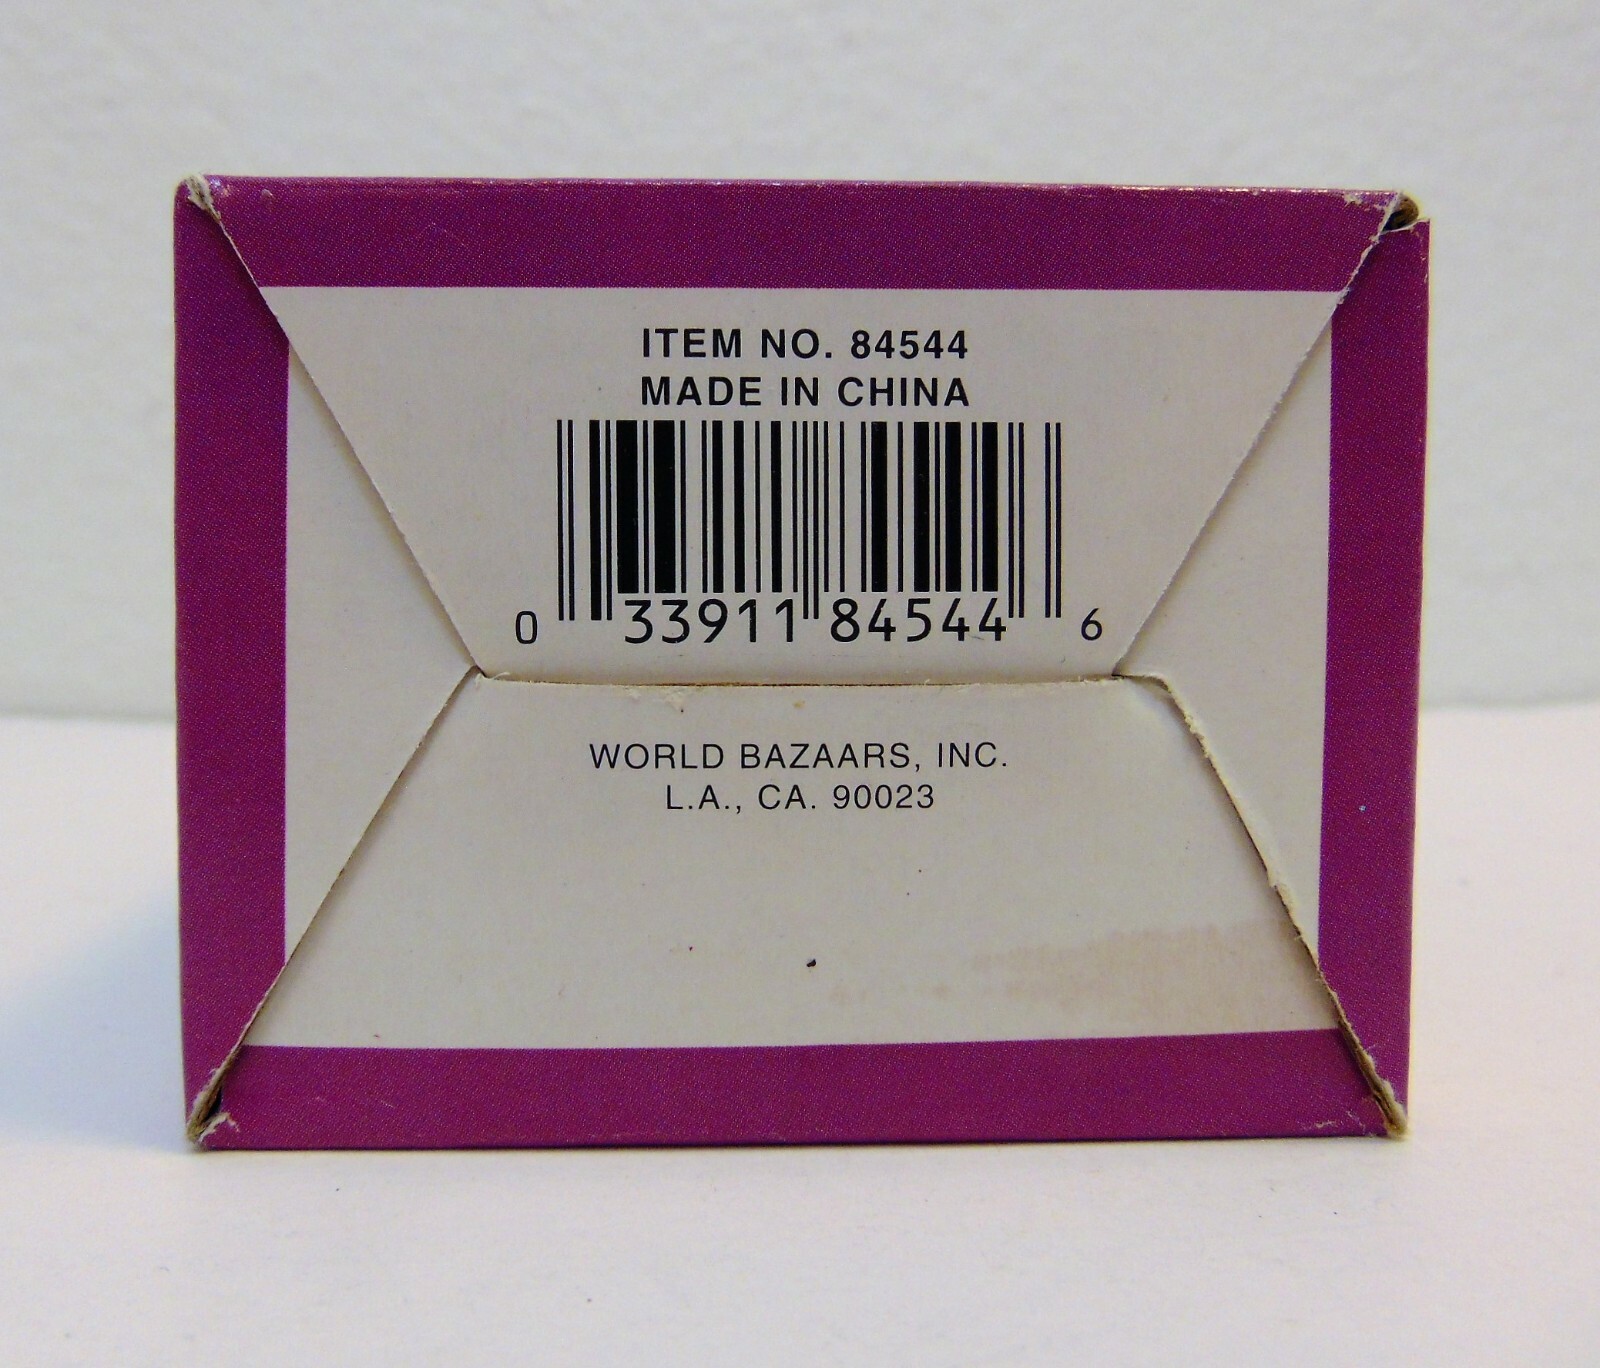 ITEM NO. 84544
MADE IN CHINA
0 33911 84544 6
WORLD BAZAARS, INC.
L.A., CA. 90023